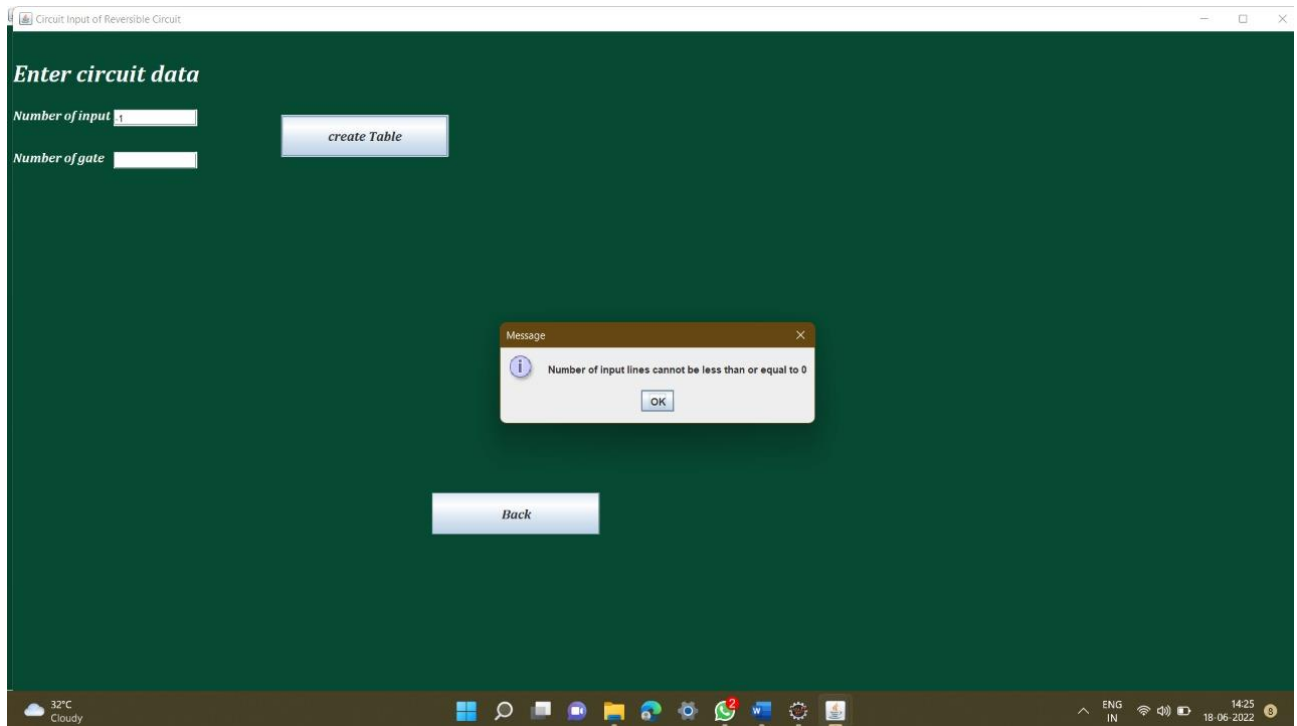 Circuit Input of Reversible Circuit
Enter circuit data
Number of input -1
create Table
Number of gate
Message
Number of input lines cannot be less than or equal to 0
OK
Back
32°C
Cloudy
2
ENG
IN
14:25
18-06-2022
8